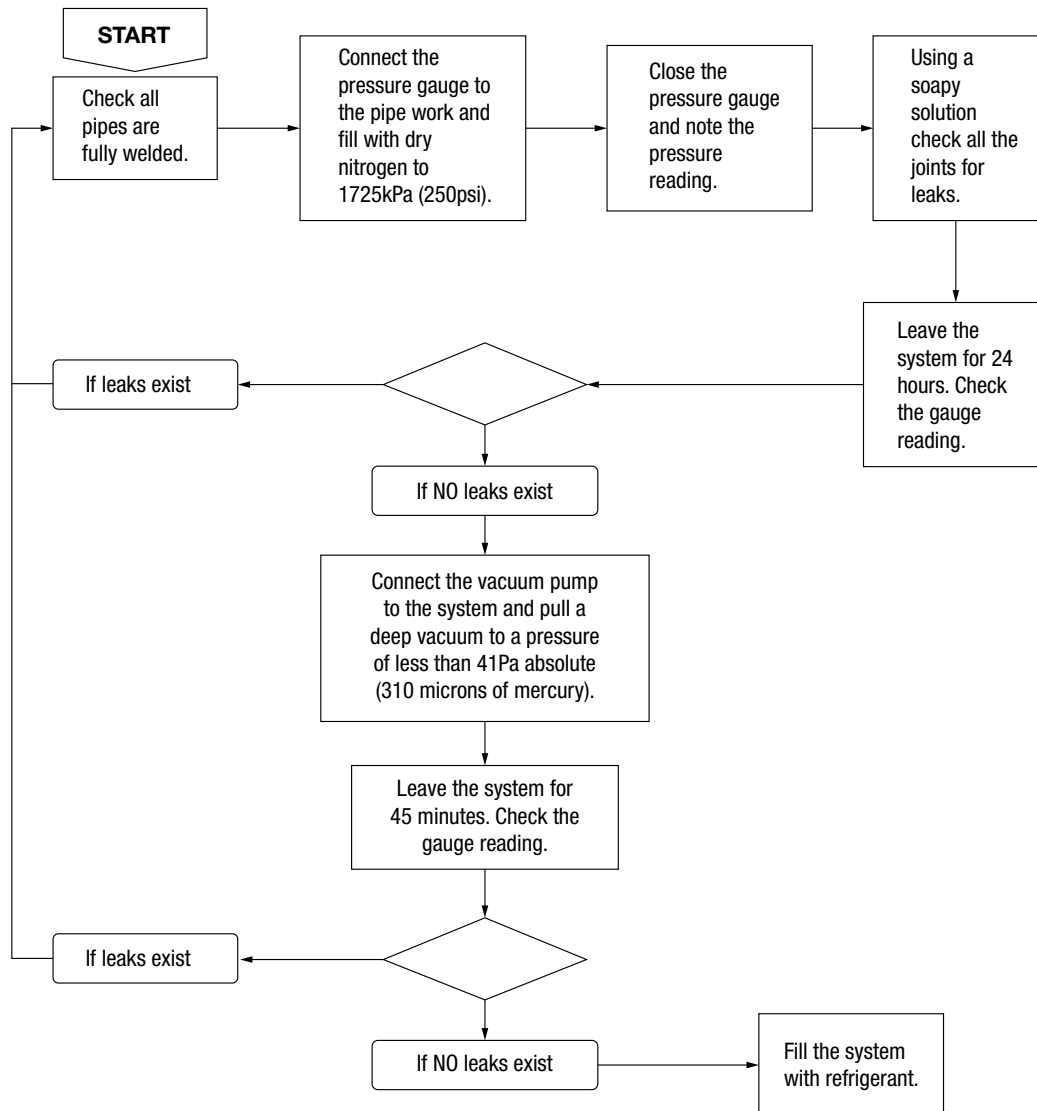 START
Check all
pipes are
fully welded.
Connect the
pressure gauge to
the pipe work and
fill with dry
nitrogen to
1725kPa (250psi).
Close the
pressure gauge
and note the
pressure
reading.
Using a
soapy
solution
check all the
joints for
leaks.
Leave the
system for 24
hours. Check
the gauge
reading.
If leaks exist
If NO leaks exist
Connect the vacuum pump
to the system and pull a
deep vacuum to a pressure
of less than 41Pa absolute
(310 microns of mercury).
Leave the system for
45 minutes. Check the
gauge reading.
If leaks exist
If NO leaks exist
Fill the system
with refrigerant.